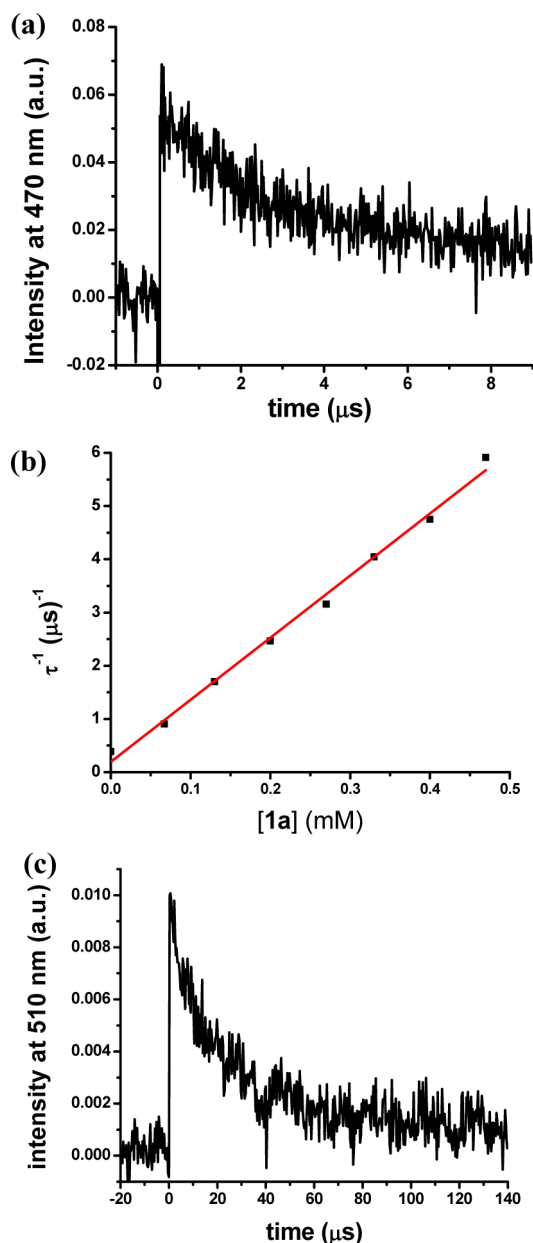 (a)
Intensity at 470 nm (a.u.)
0.08
0.06
0.04
0.02
0.00
-0.02
0 2 4 6 8
time (μs)
(b)
τ⁻¹ (μs)⁻¹
6
5
4
3
2
1
0
0.0 0.1 0.2 0.3 0.4 0.5
[1a] (mM)
(c)
intensity at 510 nm (a.u.)
0.010
0.008
0.006
0.004
0.002
0.000
-20 0 20 40 60 80 100 120 140
time (μs)